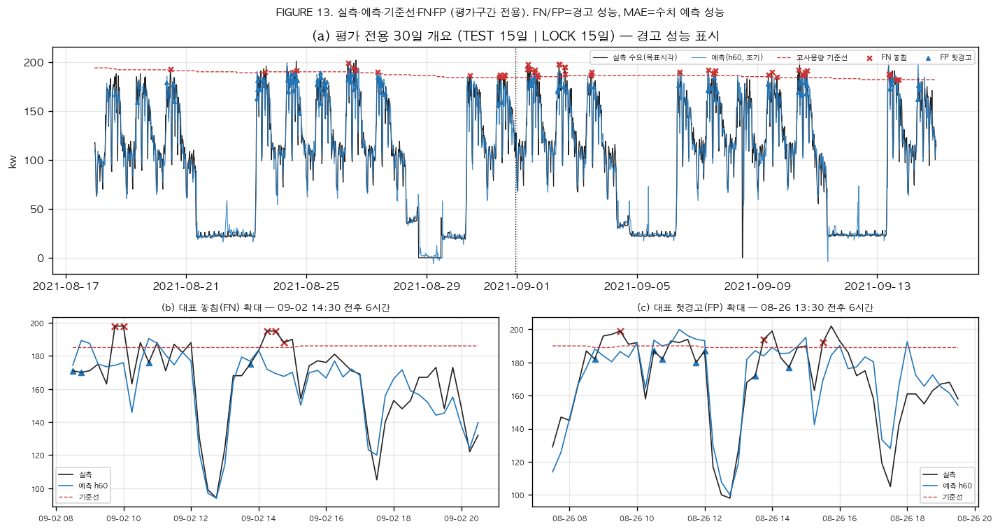 FIGURE 13. 실측·예측·기준선·FN·FP (평가구간 전용). FN/FP=경고 성능, MAE=수치 예측 성능
(a) 평가 전용 30일 개요 (TEST 15일 | LOCK 15일) — 경고 성능 표시
실측 수요(목표시각)
예측(h60, 조기)
고사용량 기준선
FN 놓침
FP 헛경고
kW
200
150
100
50
0
2021-08-17
2021-08-21
2021-08-25
2021-08-29
2021-09-01
2021-09-05
2021-09-09
2021-09-13
(b) 대표 놓침(FN) 확대 — 09-02 14:30 전후 6시간
200
180
160
140
120
100
실측
예측 h60
기준선
09-02 08
09-02 10
09-02 12
09-02 14
09-02 16
09-02 18
09-02 20
(c) 대표 헛경고(FP) 확대 — 08-26 13:30 전후 6시간
200
180
160
140
120
100
실측
예측 h60
기준선
08-26 08
08-26 10
08-26 12
08-26 14
08-26 16
08-26 18
08-26 20